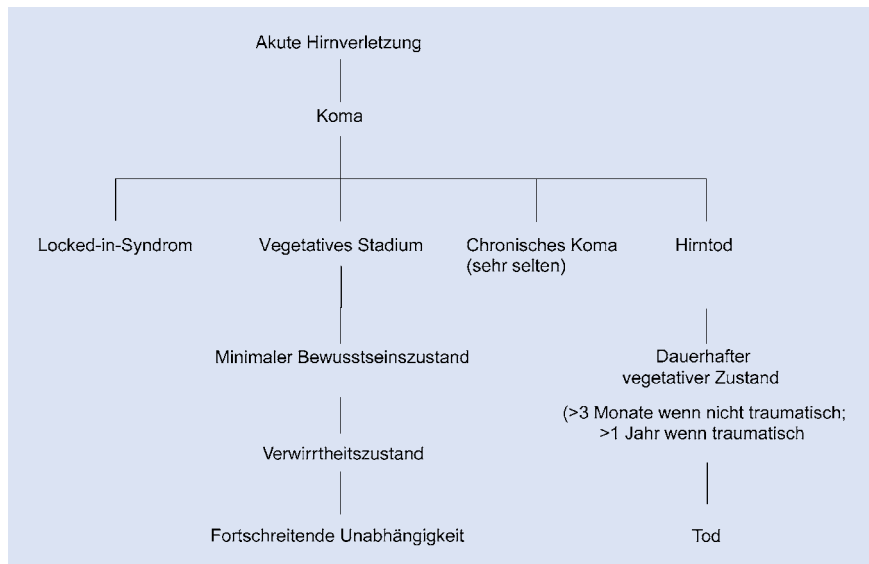 Akute Hirnverletzung
Koma
Locked-in-Syndrom
Vegetatives Stadium
Chronisches Koma
(sehr selten)
Hirntod
Minimaler Bewusstseinszustand
Dauerhafter
vegetativer Zustand
(>3 Monate wenn nicht traumatisch;
>1 Jahr wenn traumatisch
Verwirrtheitszustand
Fortschreitende Unabhängigkeit
Tod